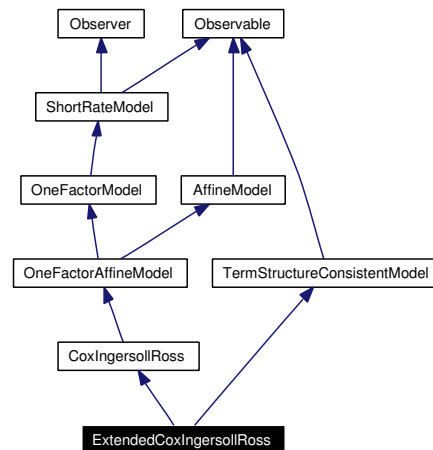 Observer
Observable
ShortRateModel
OneFactorModel
AffineModel
OneFactorAffineModel
TermStructureConsistentModel
CoxIngersollRoss
ExtendedCoxIngersollRoss